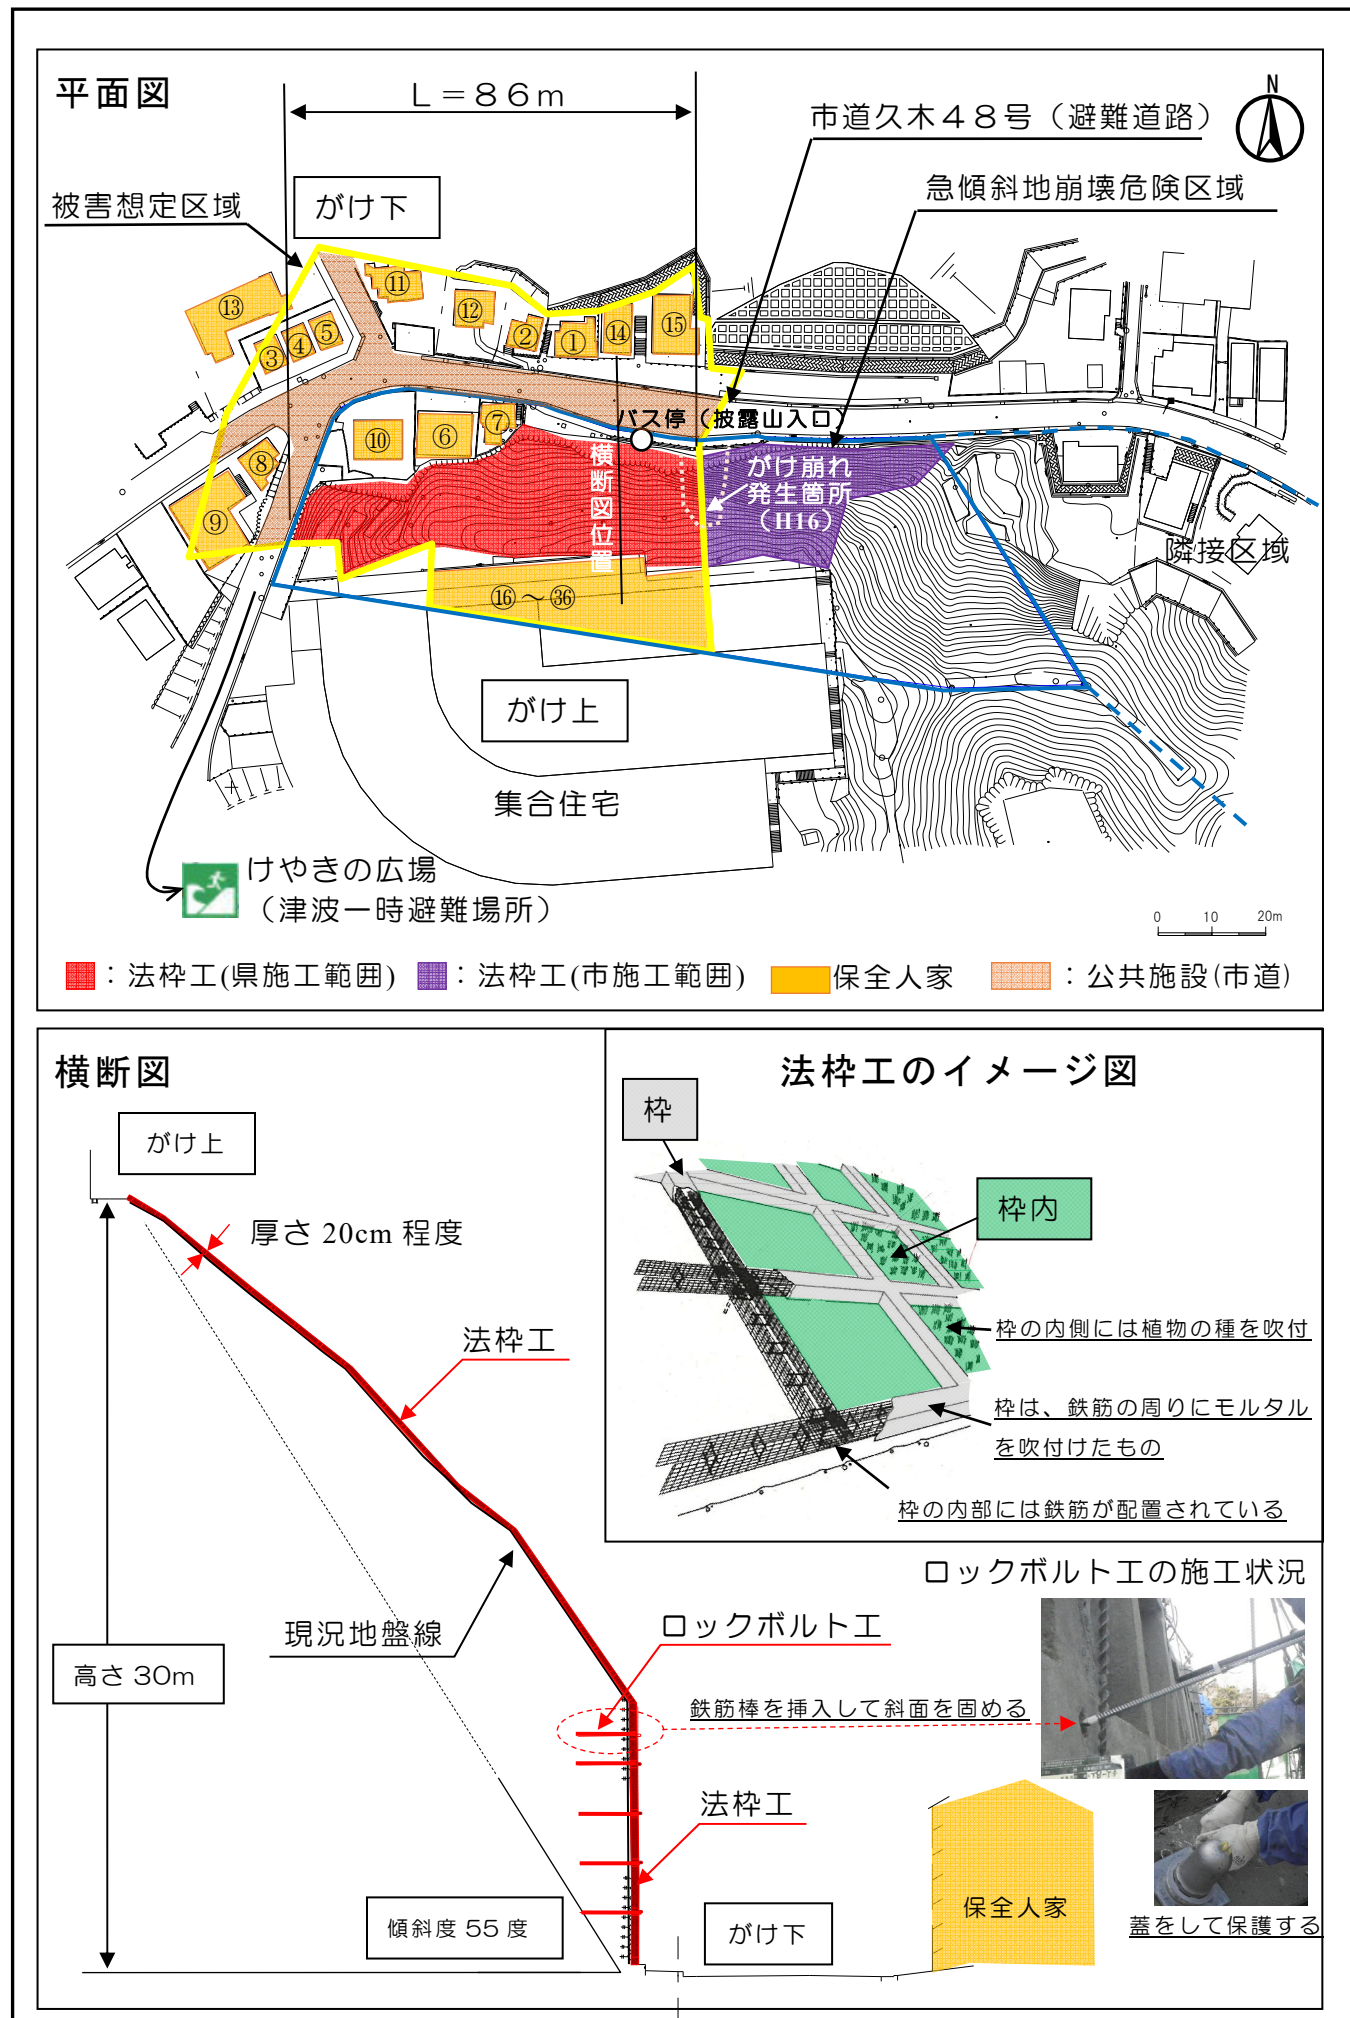 平面図
L＝86m
N
市道久木48号（避難道路）
急傾斜地崩壊危険区域
被害想定区域
がけ下
⑪
⑬
⑫
⑤
④
③
②
①
⑭
⑮
バス停（披露山入口）
⑦
⑥
⑩
⑧
⑨
横断図位置
がけ崩れ
発生箇所
（H16）
隣接区域
⑯～㊱
がけ上
集合住宅
けやきの広場
（津波一時避難場所）
0 10 20m
：法枠工(県施工範囲)
：法枠工(市施工範囲)
保全人家
：公共施設(市道)
横断図
がけ上
厚さ 20cm 程度
法枠工
現況地盤線
高さ 30m
傾斜度 55 度
がけ下
法枠工のイメージ図
枠
枠内
枠の内側には植物の種を吹付
枠は、鉄筋の周りにモルタル
を吹付けたもの
枠の内部には鉄筋が配置されている
ロックボルト工の施工状況
ロックボルト工
鉄筋棒を挿入して斜面を固める
法枠工
保全人家
蓋をして保護する